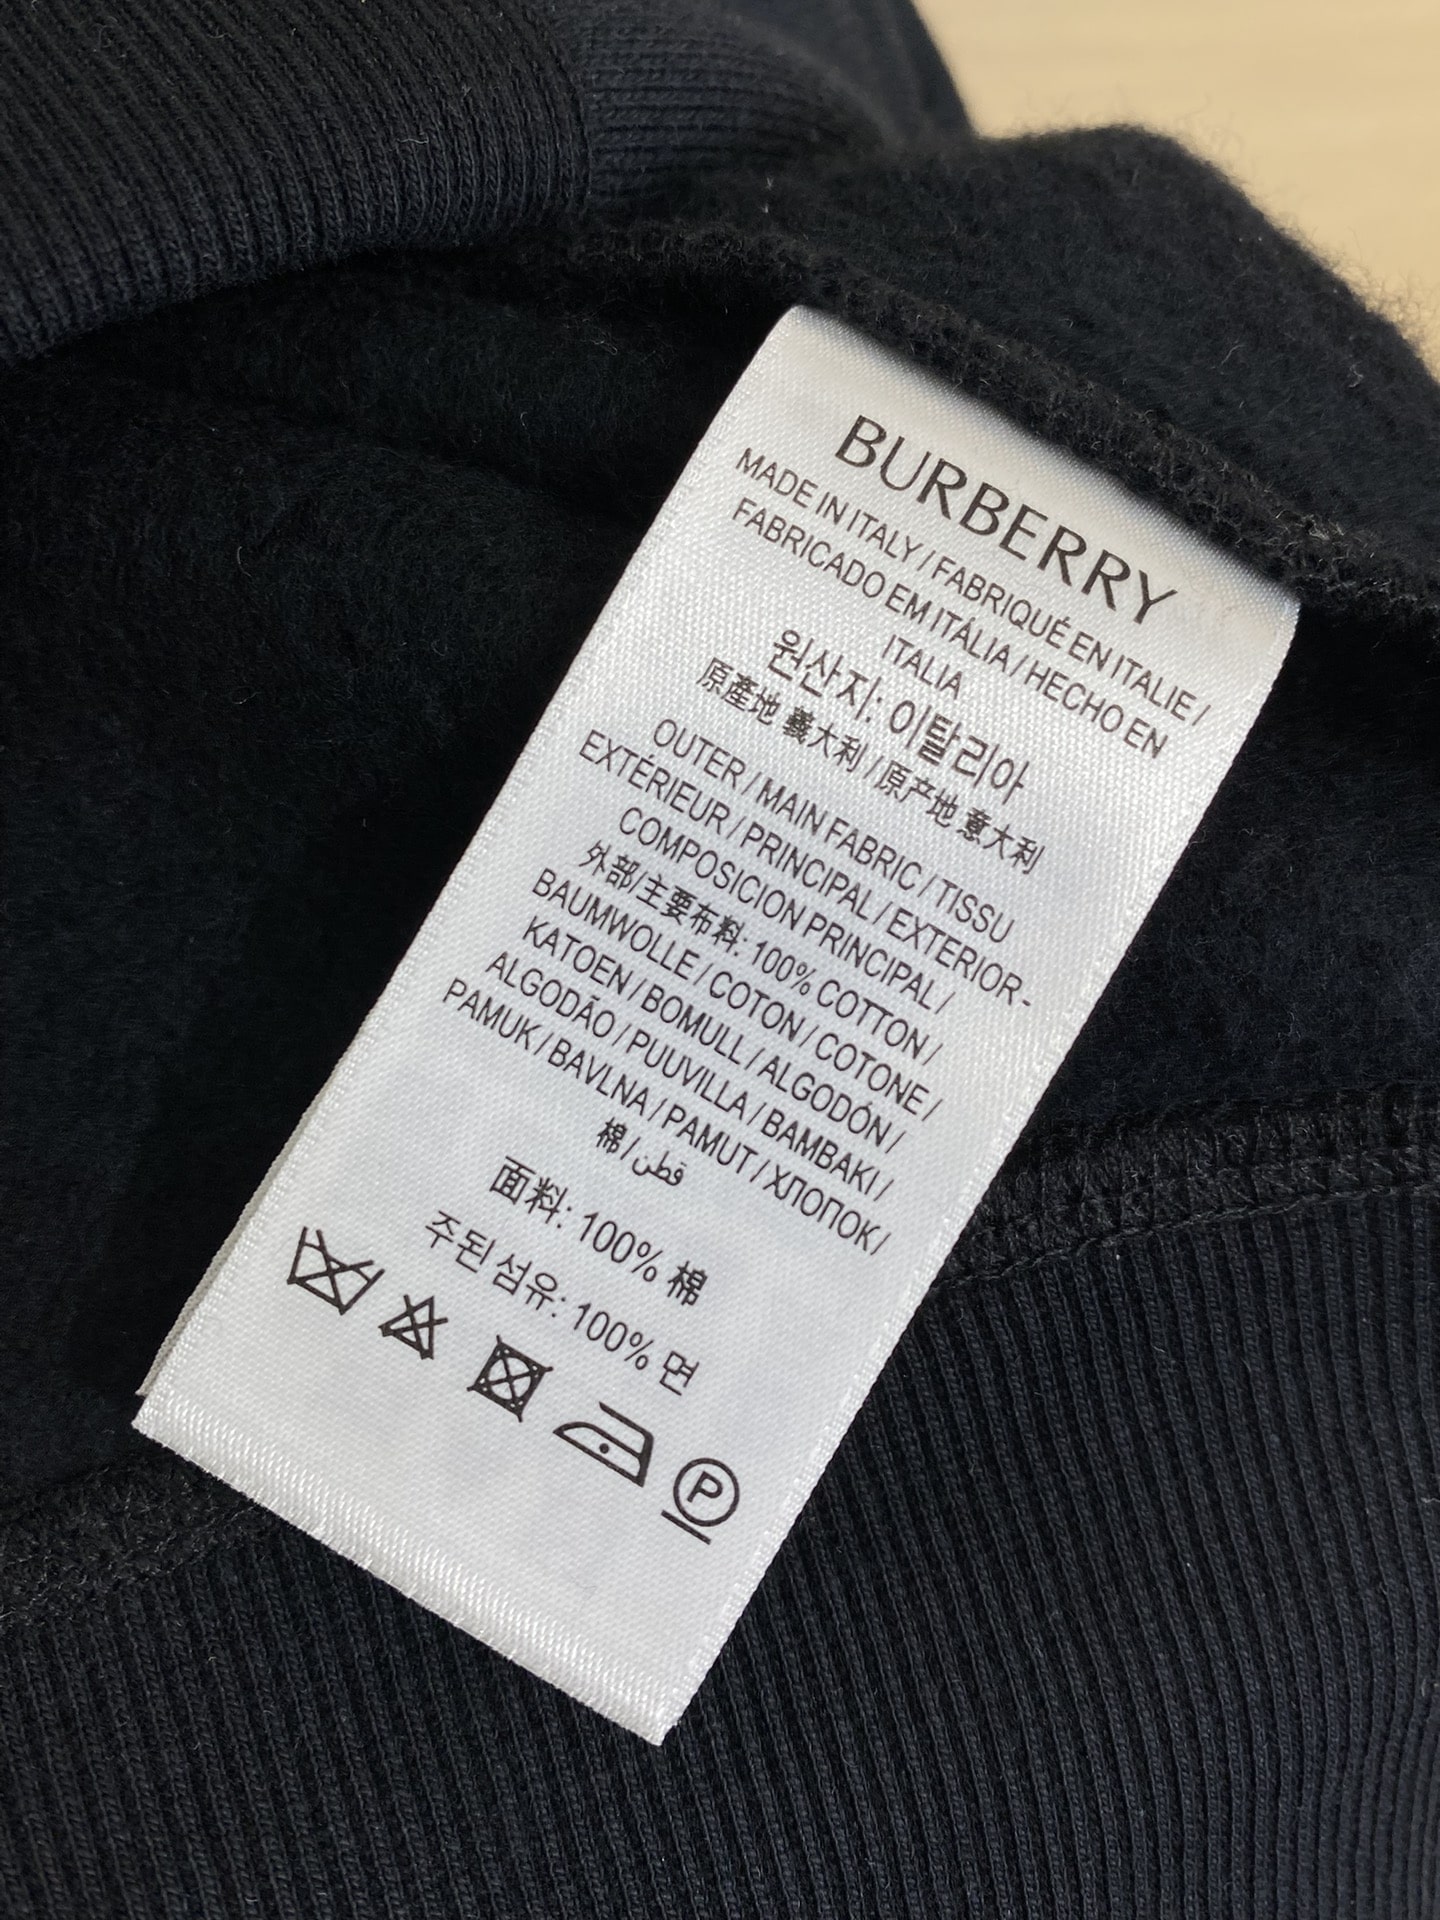 BURBERRY
MADE IN ITALY / FABRIQUÉ EN ITALIE /
FABRICADO EM ITÁLIA / HECHO EN
ITALIA
원산지: 이탈리아
原產地 義大利 / 原产地 意大利
OUTER / MAIN FABRIC / TISSU
EXTÉRIEUR / PRINCIPAL / EXTERIOR-
COMPOSICION PRINCIPAL /
外部/主要布料: 100% COTTON /
BAUMWOLLE / COTON / COTONE /
KATOEN / BOMULL / ALGODÓN /
ALGODÃO / PUUVILLA / BAMBAKI /
PAMUK / BAVLNA / PAMUT / ХЛОПОК /
棉 / قطن
面料: 100% 棉
주된 섬유: 100% 면
P